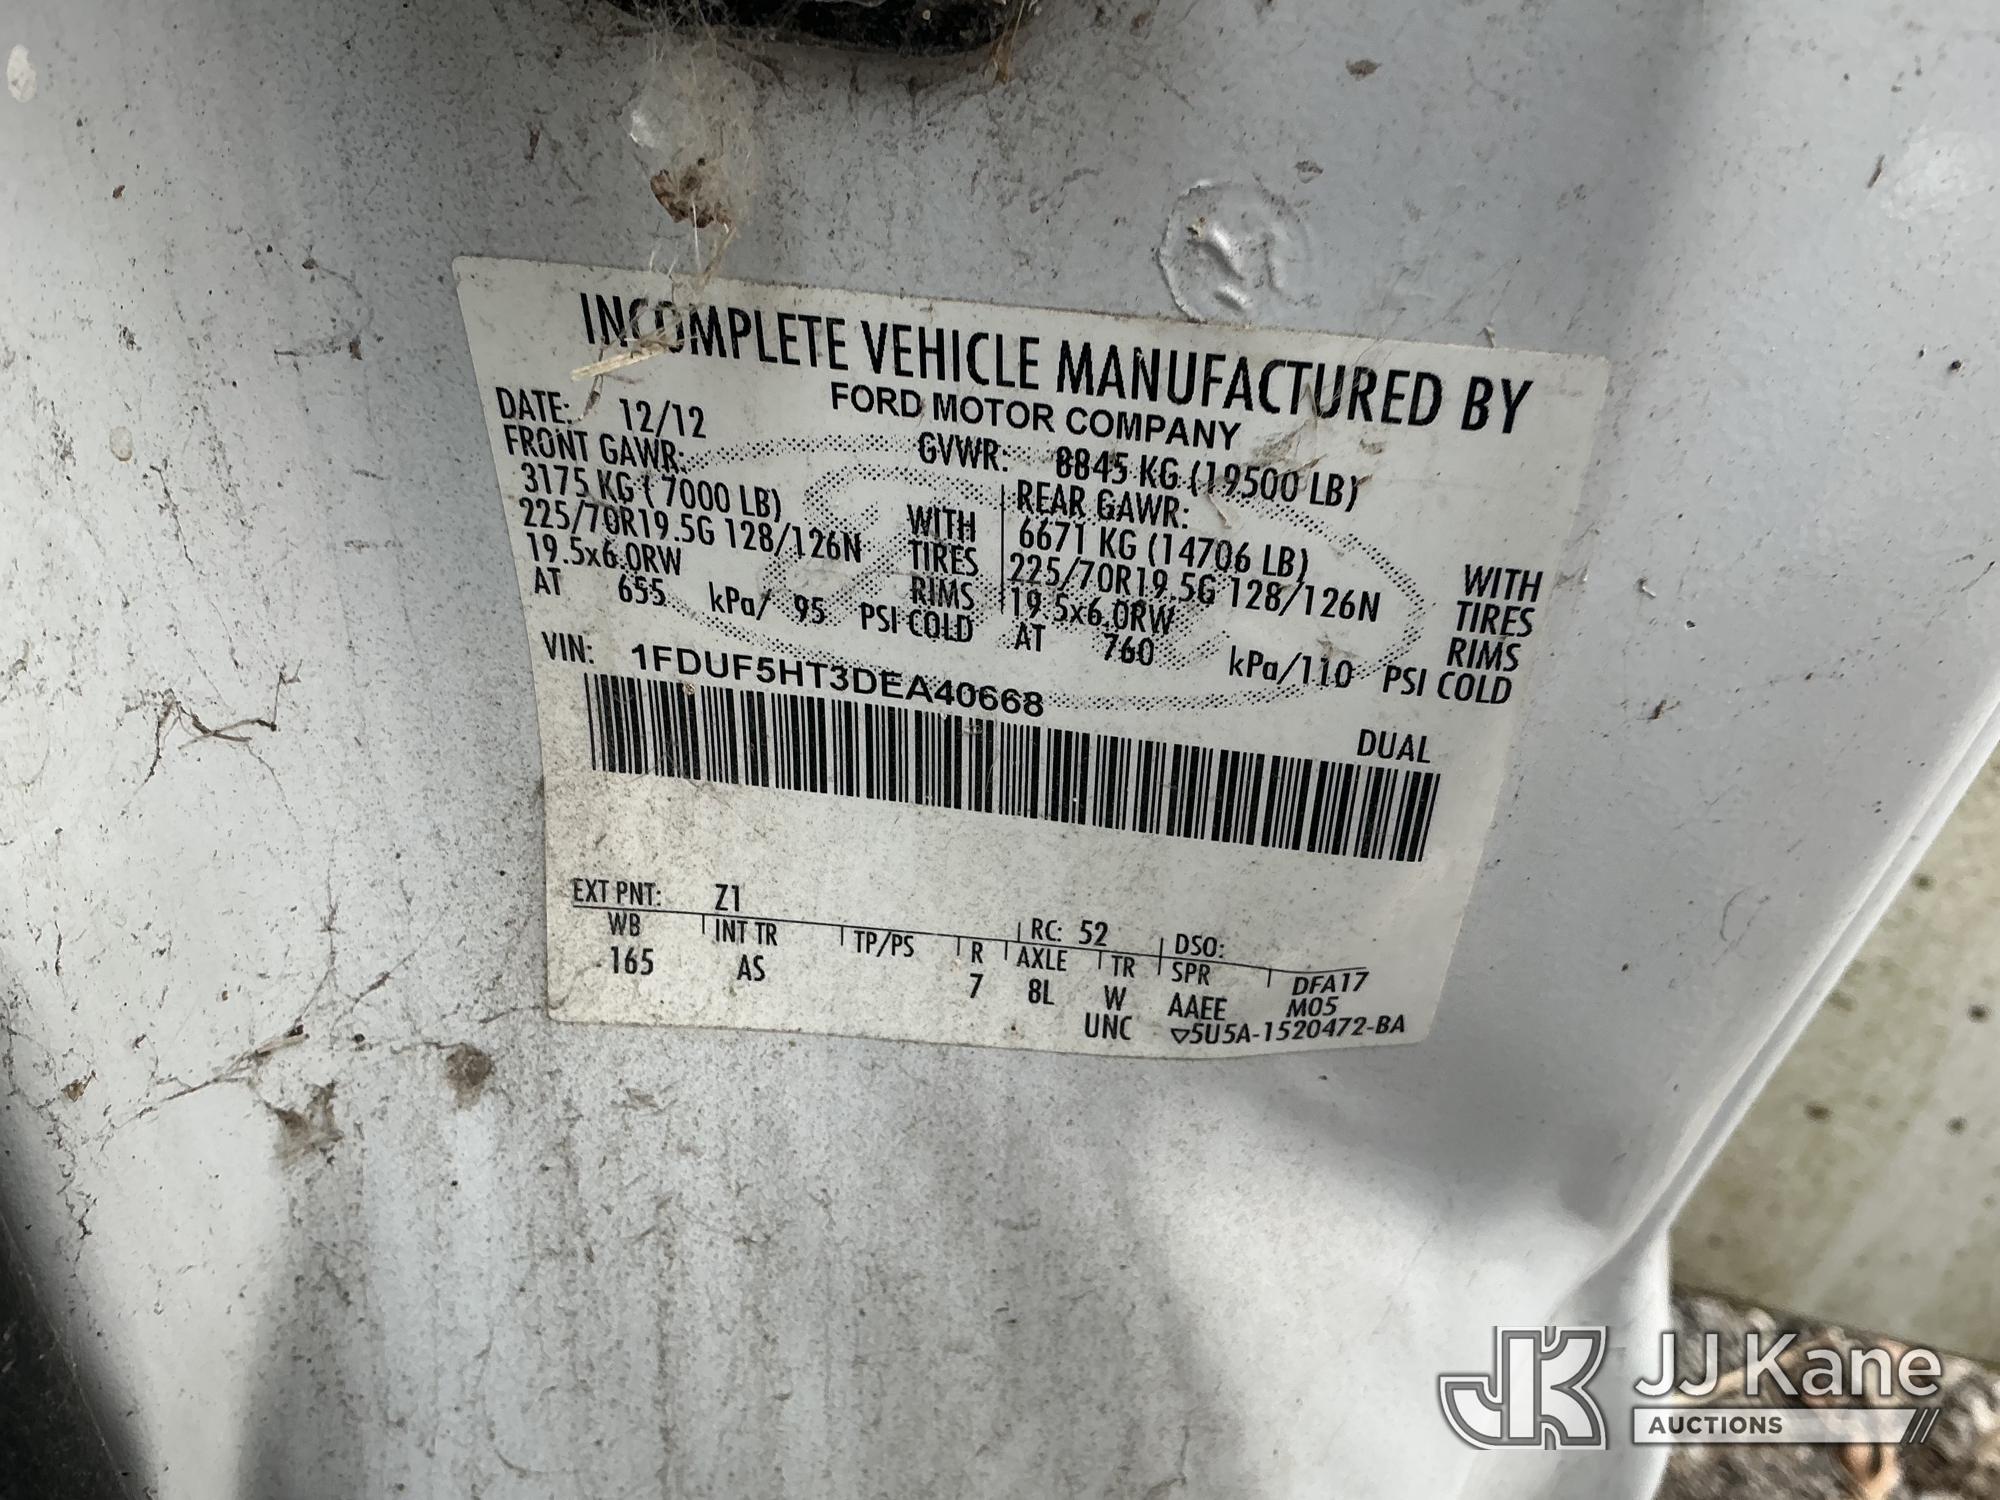 INCOMPLETE VEHICLE MANUFACTURED BY
FORD MOTOR COMPANY
DATE: 12/12 GVWR: 8845 KG (19500 LB)
FRONT GAWR: REAR GAWR:
3175 KG ( 7000 LB) WITH 6671 KG (14706 LB) WITH
225/70R19.5G 128/126N TIRES 225/70R19.5G 128/126N TIRES
19.5x6.0RW RIMS 19.5x6.0RW RIMS
AT 655 kPa/ 95 PSI COLD AT 760 kPa/110 PSI COLD
VIN: 1FDUF5HT3DEA40668
DUAL
EXT PNT: Z1 RC: 52 DSO:
WB INT TR TP/PS R AXLE TR SPR DFA17
165 AS 7 8L W AAEE M05
UNC ▽5U5A-1520472-BA
JK JJ Kane
AUCTIONS